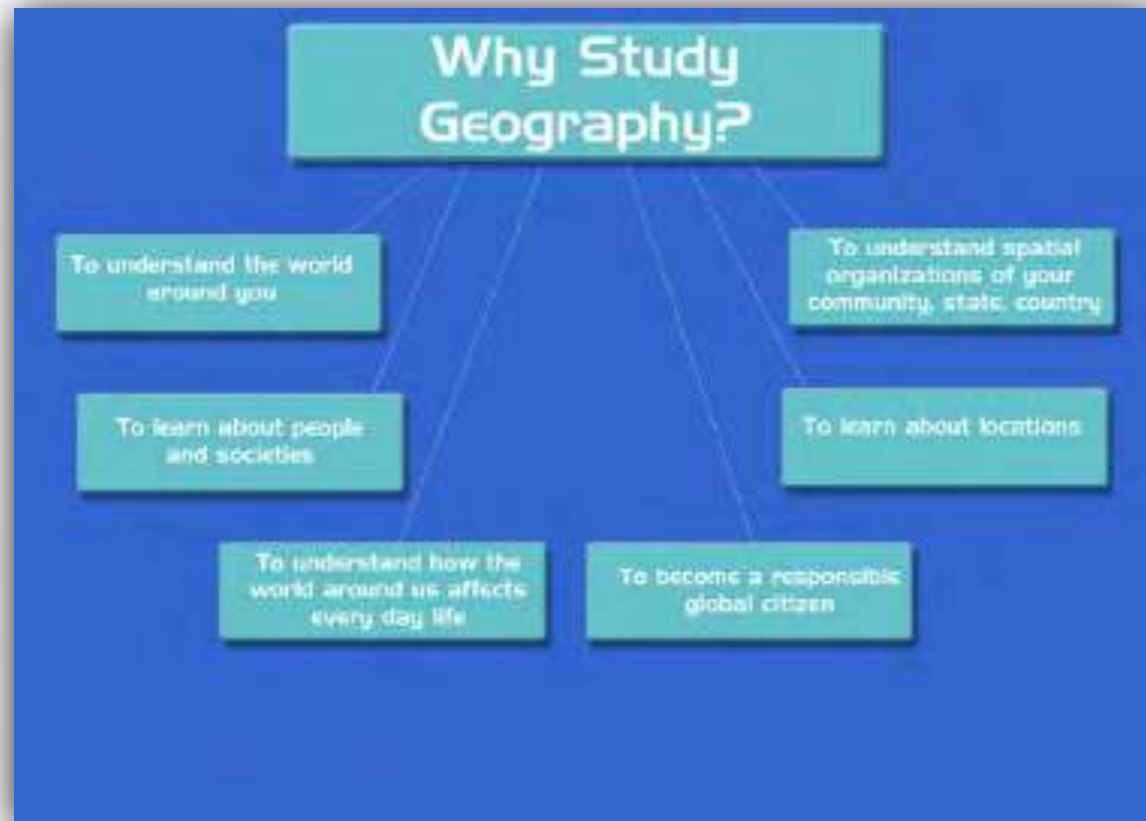 Why Study
Geography?
To understand the world
around you
To understand spatial
organizations of your
community, state, country
To learn about people
and societies
To learn about locations
To understand how the
world around us affects
every day life
To become a responsible
global citizen